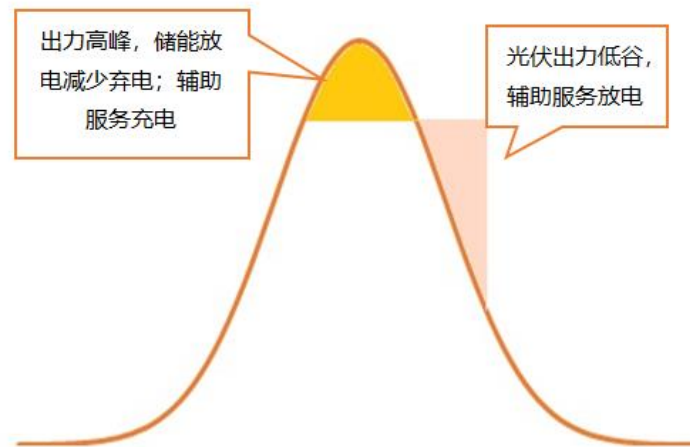 出力高峰，储能放
电减少弃电；辅助
服务充电
光伏出力低谷，
辅助服务放电